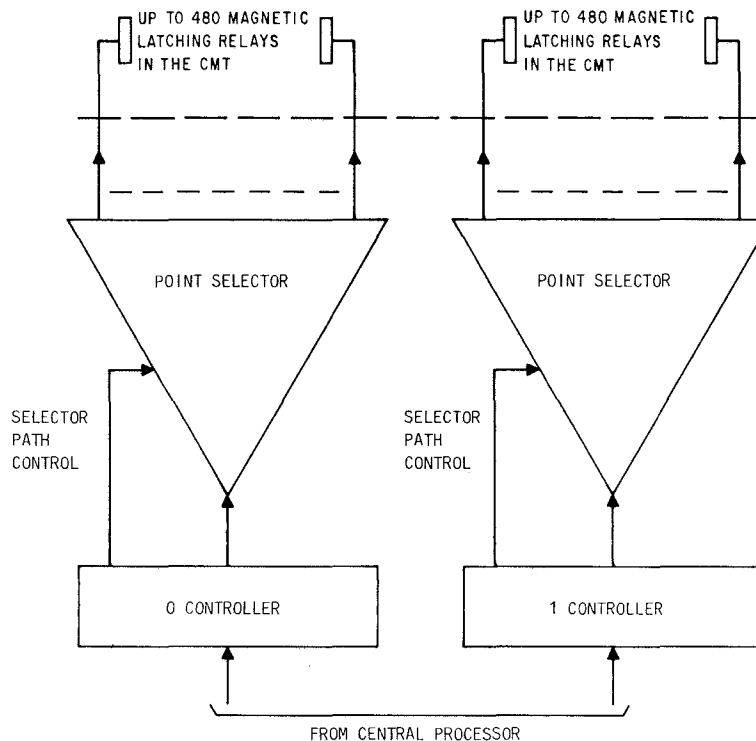 UP TO 480 MAGNETIC
LATCHING RELAYS
IN THE CMT
UP TO 480 MAGNETIC
LATCHING RELAYS
IN THE CMT
POINT SELECTOR
POINT SELECTOR
SELECTOR
PATH
CONTROL
SELECTOR
PATH
CONTROL
0 CONTROLLER
1 CONTROLLER
FROM CENTRAL PROCESSOR